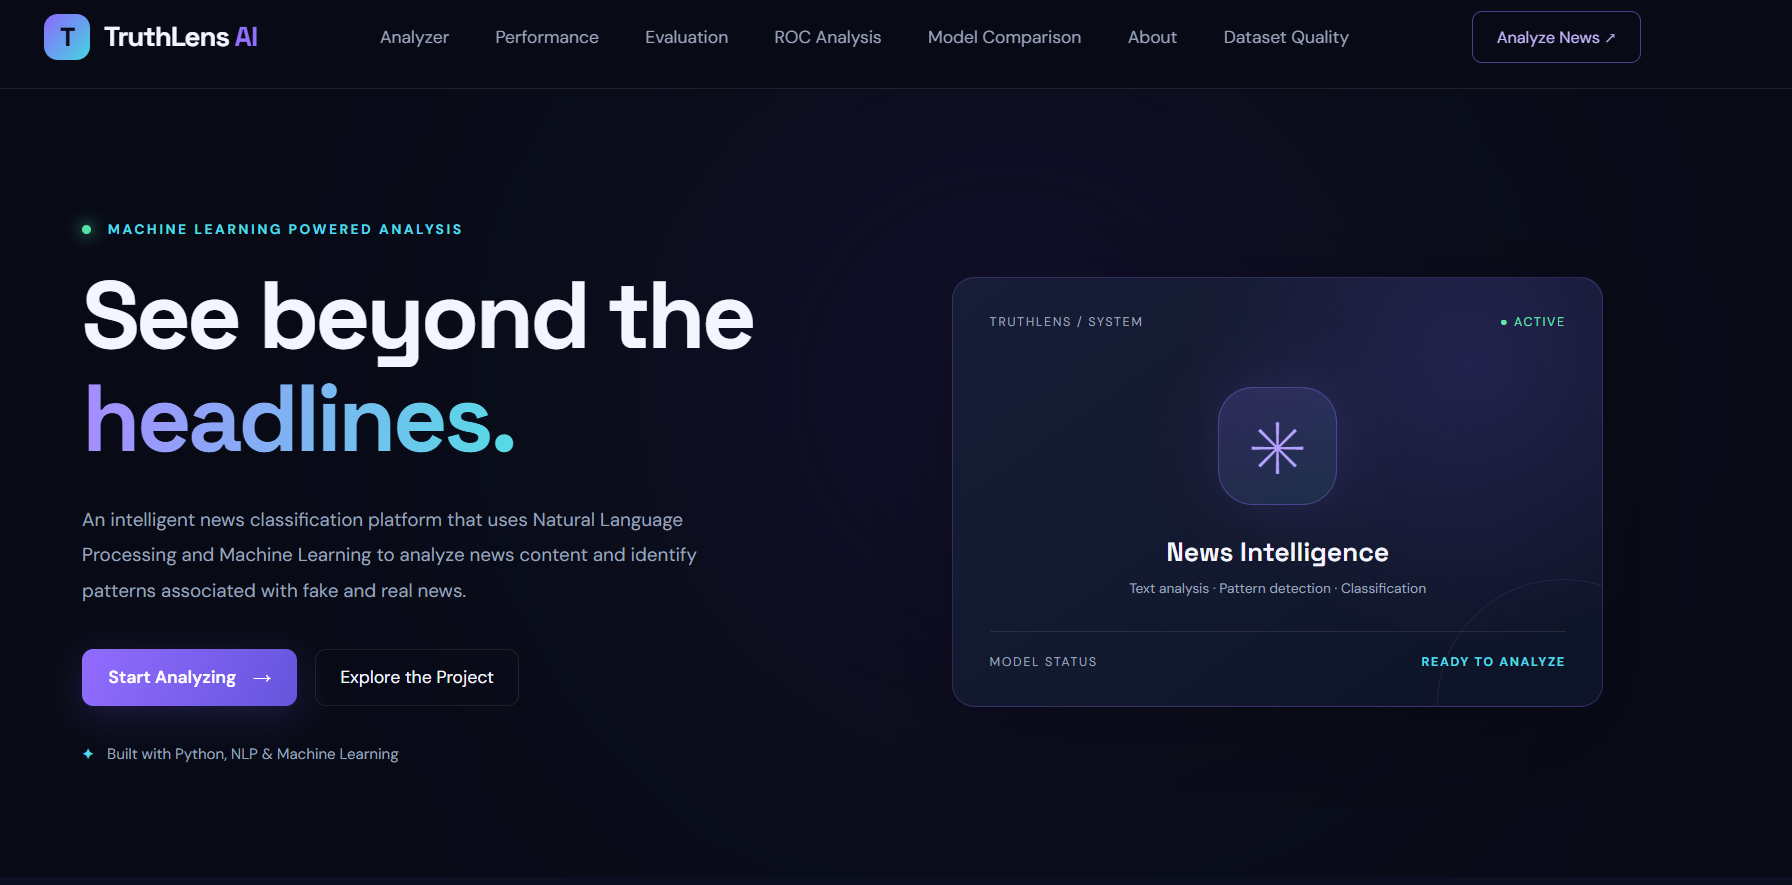 T TruthLens AI
Analyzer Performance Evaluation ROC Analysis Model Comparison About Dataset Quality
Analyze News ↗
MACHINE LEARNING POWERED ANALYSIS
See beyond the
headlines.
An intelligent news classification platform that uses Natural Language
Processing and Machine Learning to analyze news content and identify
patterns associated with fake and real news.
Start Analyzing →
Explore the Project
✦ Built with Python, NLP & Machine Learning
TRUTHLENS / SYSTEM
ACTIVE
News Intelligence
Text analysis · Pattern detection · Classification
MODEL STATUS
READY TO ANALYZE